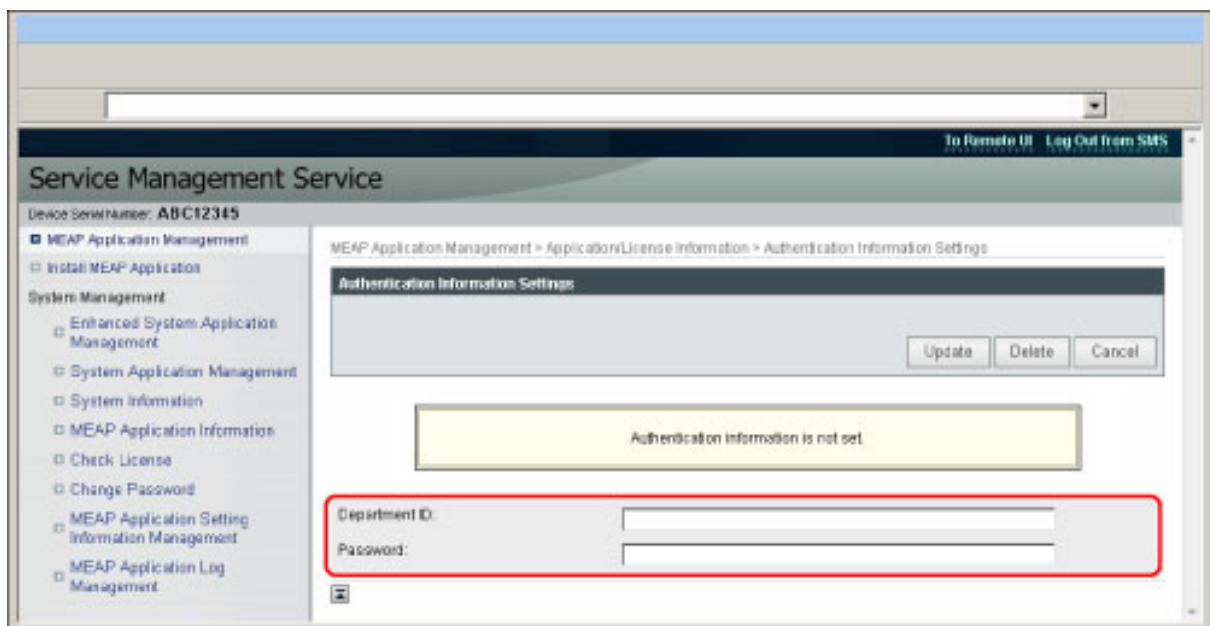 To Remote UI Log Out from SMS
Service Management Service
Device Serial Number: ABC12345
MEAP Application Management
Install MEAP Application
System Management
Enhanced System Application
Management
System Application Management
System Information
MEAP Application Information
Check License
Change Password
MEAP Application Setting
Information Management
MEAP Application Log
Management
MEAP Application Management > Application/License Information > Authentication Information Settings
Authentication Information Settings
Update Delete Cancel
Authentication information is not set.
Department ID:
Password: